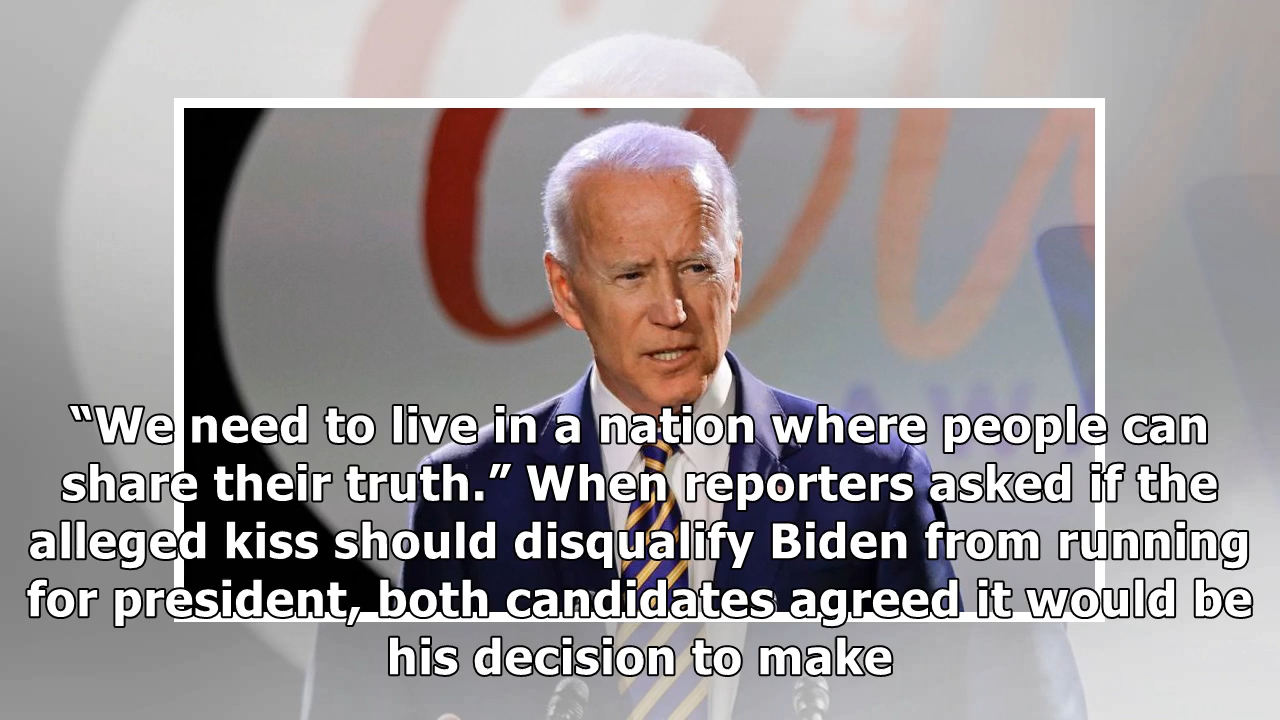 “We need to live in a nation where people can
share their truth.” When reporters asked if the
alleged kiss should disqualify Biden from running
for president, both candidates agreed it would be
his decision to make